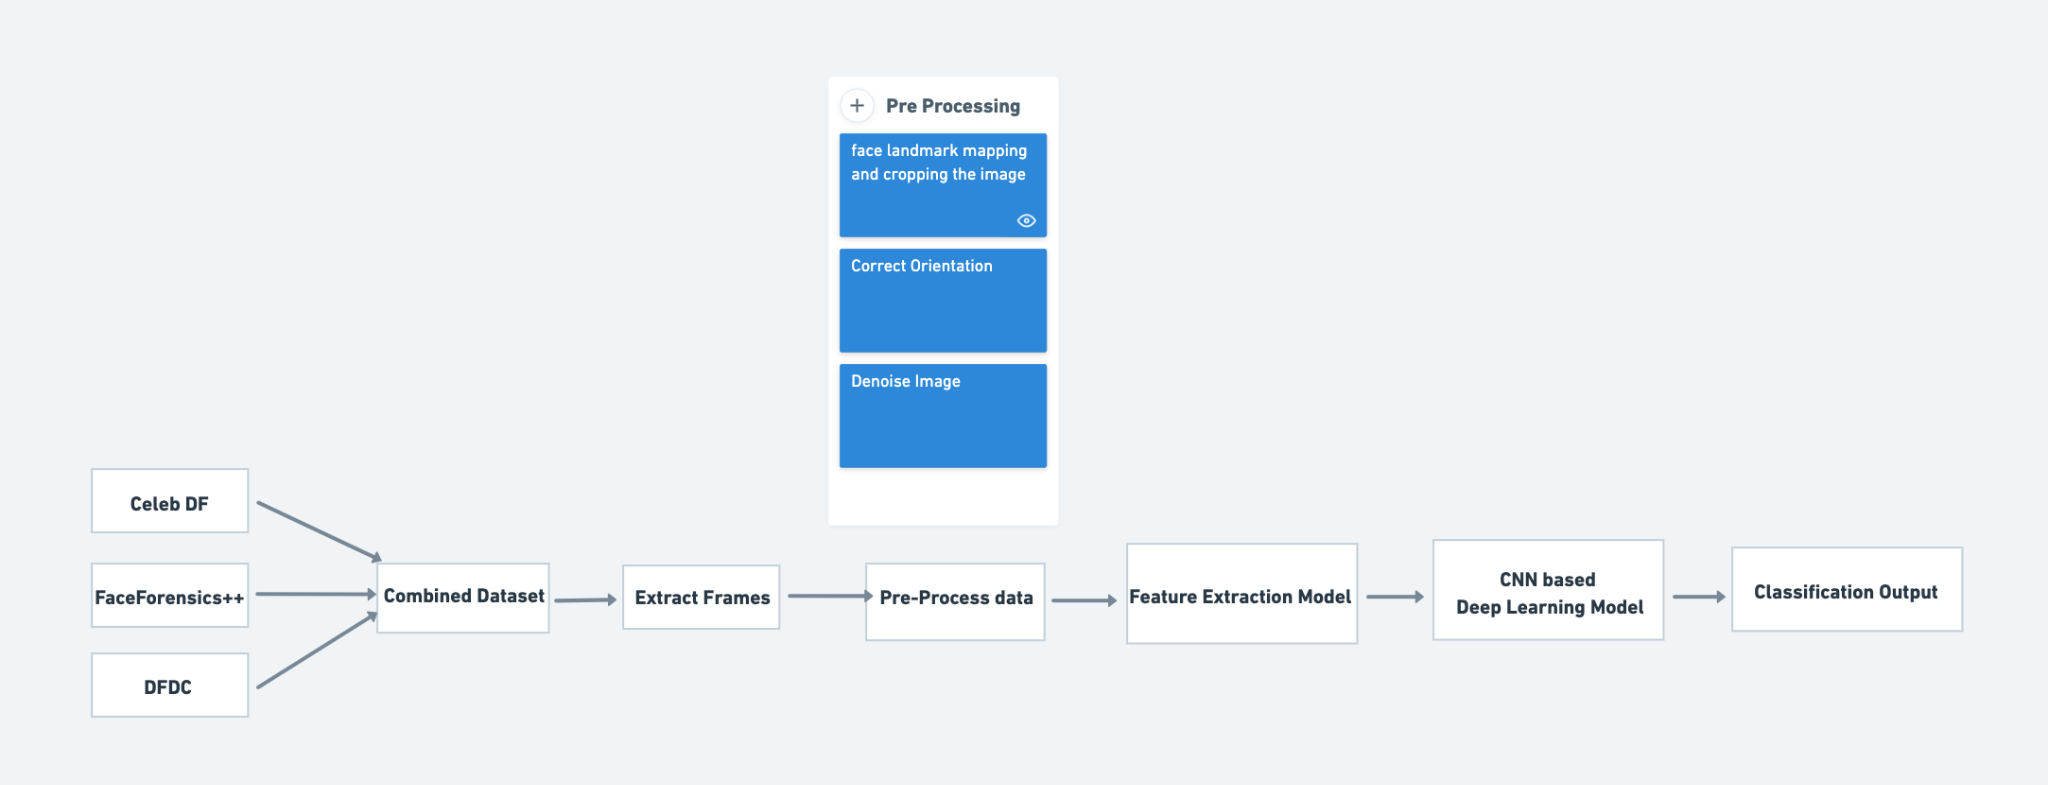 Pre Processing
face landmark mapping
and cropping the image
Correct Orientation
Denoise Image
Celeb DF
FaceForensics++
DFDC
Combined Dataset
Extract Frames
Pre-Process data
Feature Extraction Model
CNN based
Deep Learning Model
Classification Output